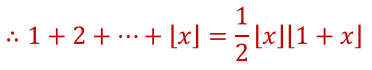 ∴ 1 + 2 + ⋯ + ⌊x⌋ = 1/2 ⌊x⌋⌊1 + x⌋